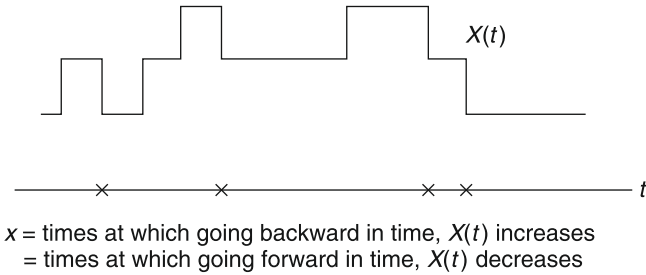 X(t)
t
x = times at which going backward in time, X(t) increases
= times at which going forward in time, X(t) decreases